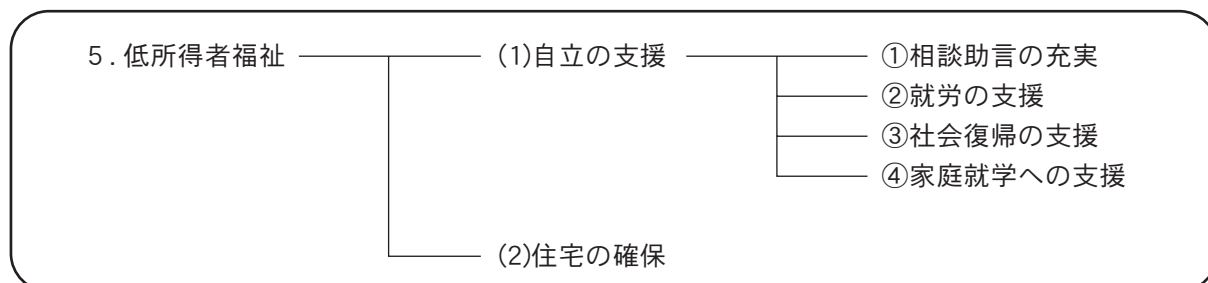 5.低所得者福祉 (1)自立の支援 ①相談助言の充実
②就労の支援
③社会復帰の支援
④家庭就学への支援
(2)住宅の確保